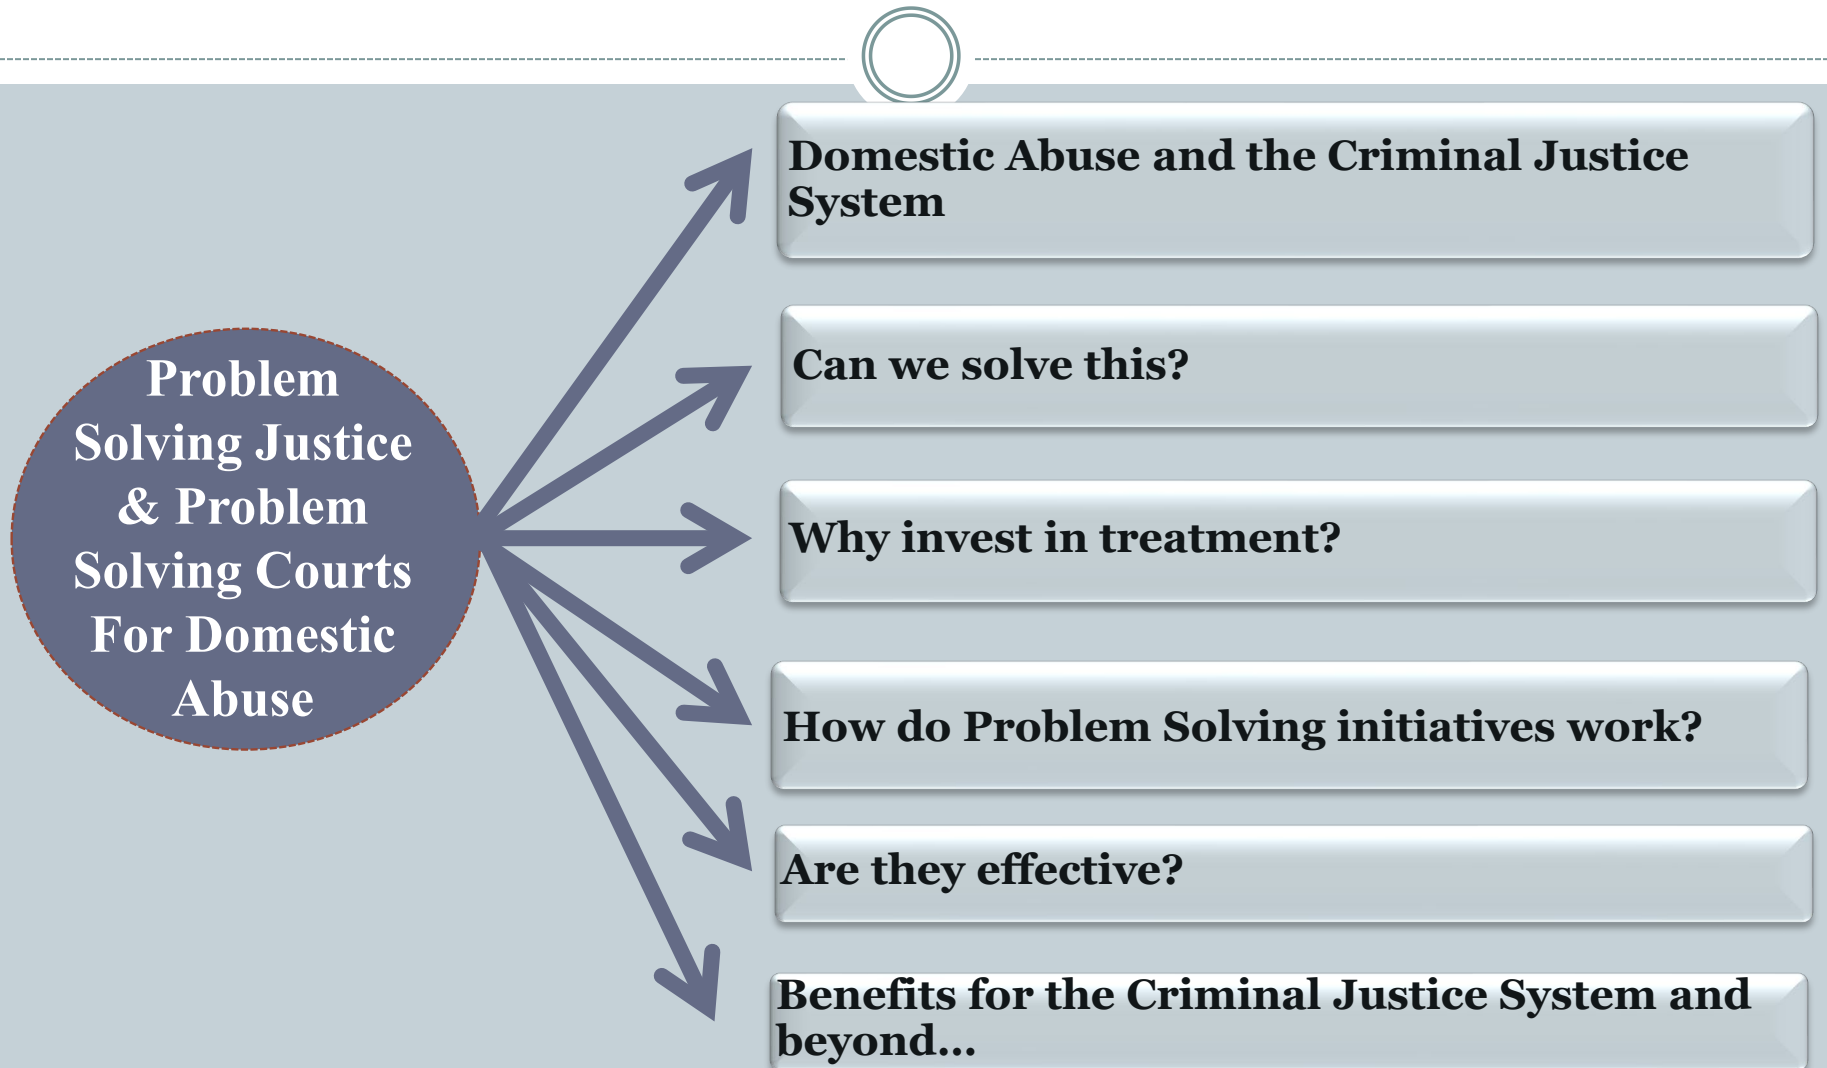 Problem
Solving Justice
& Problem
Solving Courts
For Domestic
Abuse
Domestic Abuse and the Criminal Justice
System
Can we solve this?
Why invest in treatment?
How do Problem Solving initiatives work?
Are they effective?
Benefits for the Criminal Justice System and
beyond...